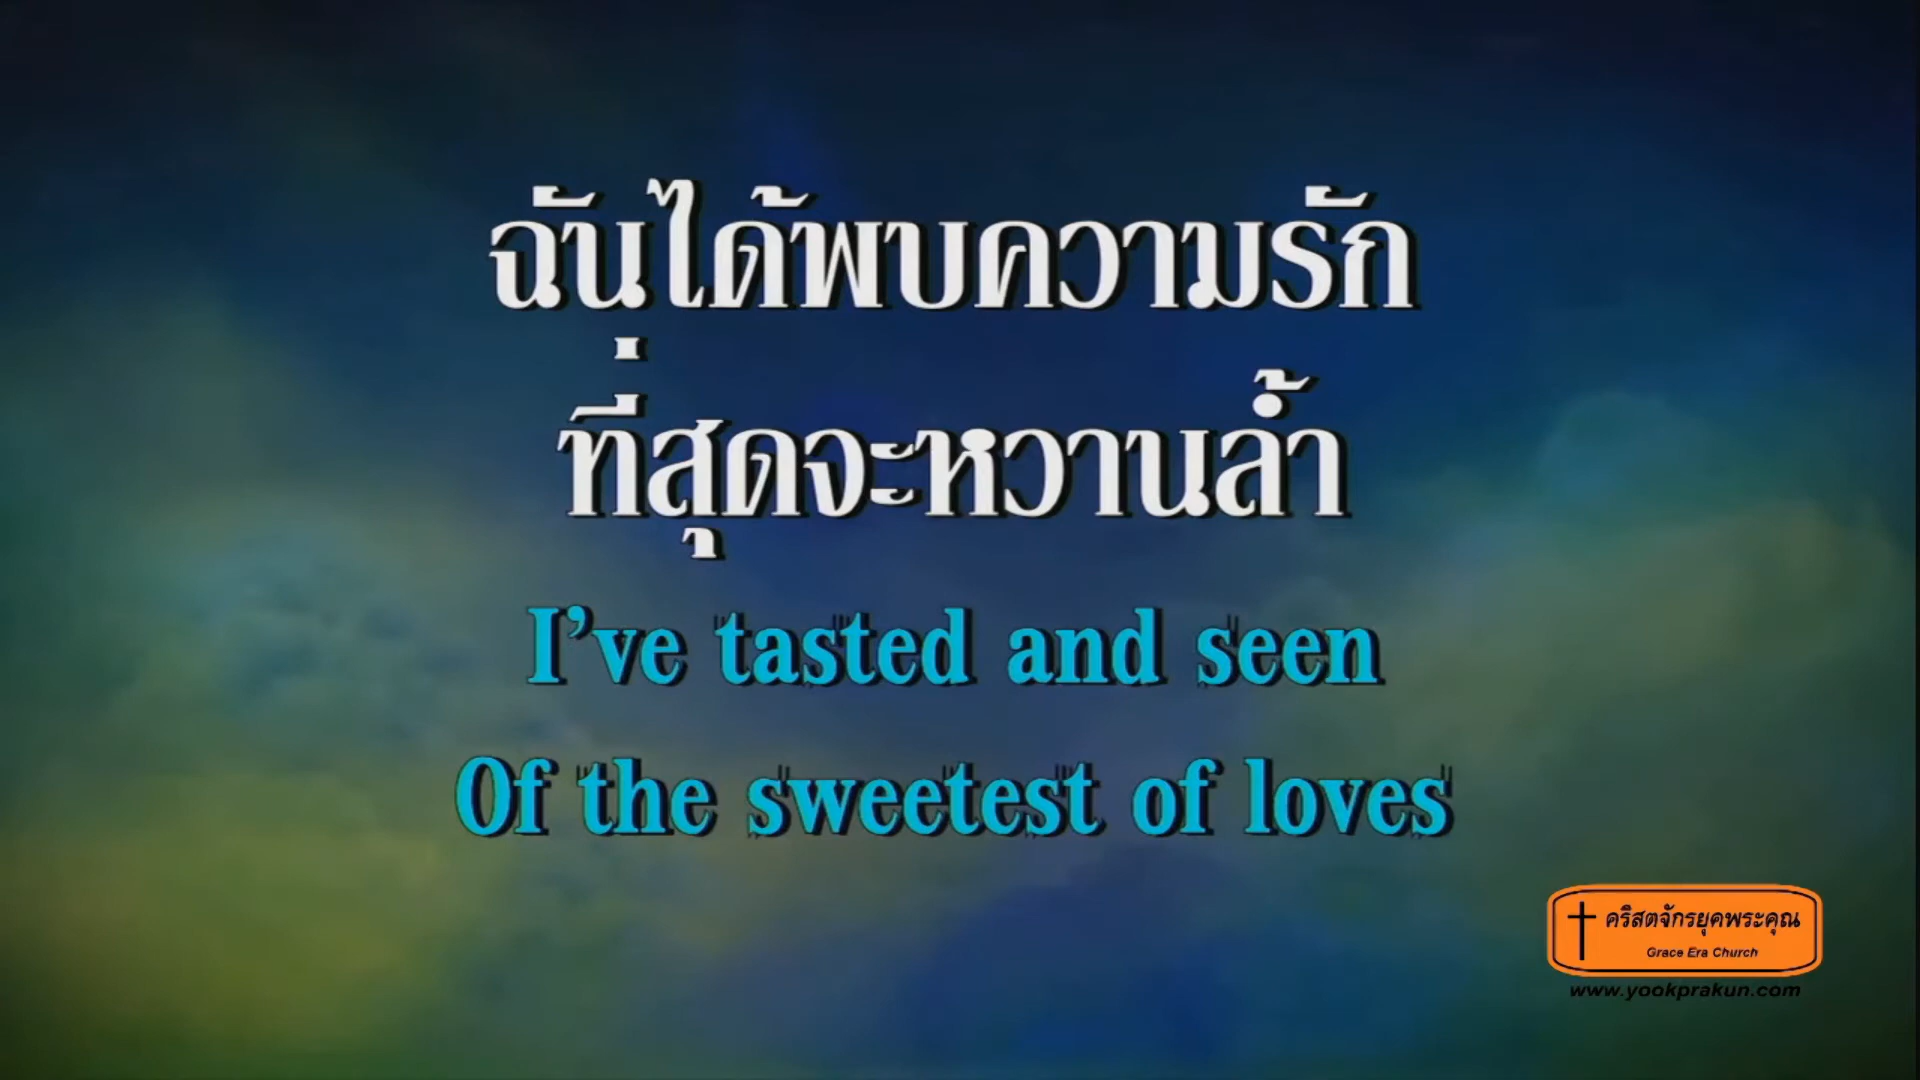 ฉันได้พบความรัก
ที่สุดจะหวานล้ำ
I've tasted and seen
Of the sweetest of loves
คริสตจักรยุคพระคุณ
Grace Era Church
www.yookprakun.com